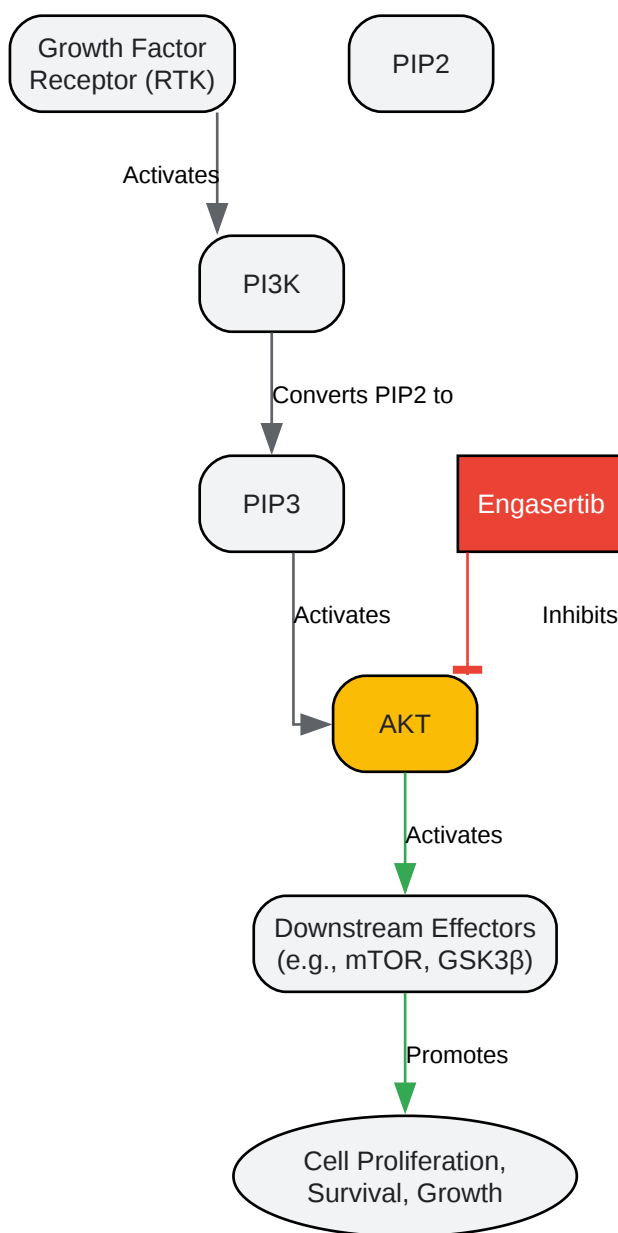 Growth Factor
Receptor (RTK)
PIP2
Activates
PI3K
Converts PIP2 to
PIP3
Engasertib
Activates
Inhibits
AKT
Activates
Downstream Effectors
(e.g., mTOR, GSK3β)
Promotes
Cell Proliferation,
Survival, Growth